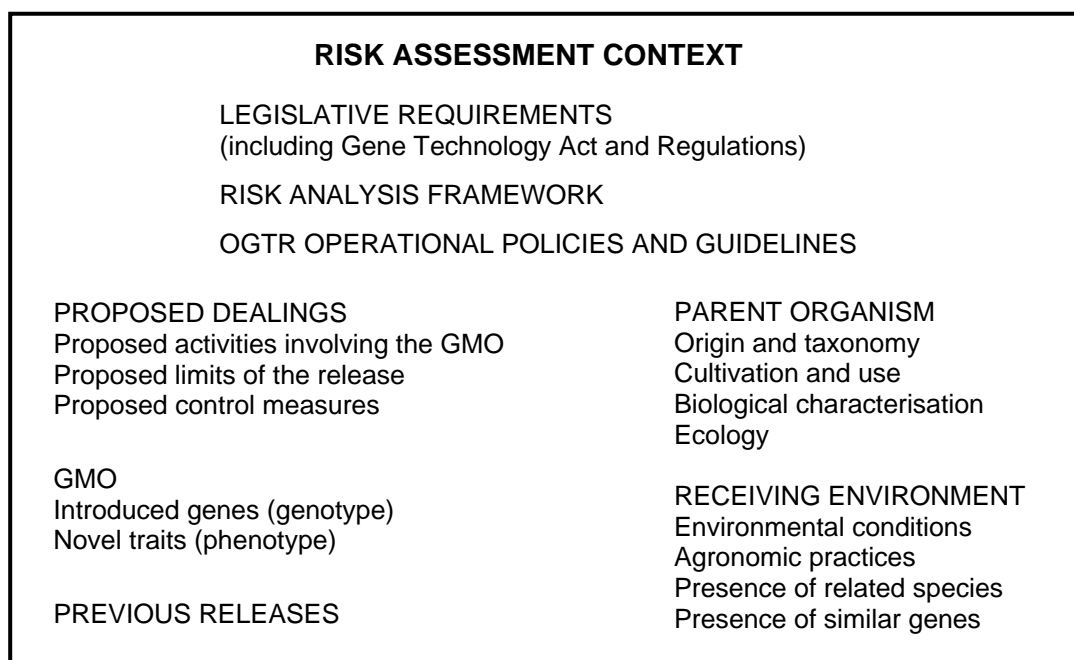 RISK ASSESSMENT CONTEXT
LEGISLATIVE REQUIREMENTS
(including Gene Technology Act and Regulations)
RISK ANALYSIS FRAMEWORK
OGTR OPERATIONAL POLICIES AND GUIDELINES
PROPOSED DEALINGS
Proposed activities involving the GMO
Proposed limits of the release
Proposed control measures
GMO
Introduced genes (genotype)
Novel traits (phenotype)
PREVIOUS RELEASES
PARENT ORGANISM
Origin and taxonomy
Cultivation and use
Biological characterisation
Ecology
RECEIVING ENVIRONMENT
Environmental conditions
Agronomic practices
Presence of related species
Presence of similar genes